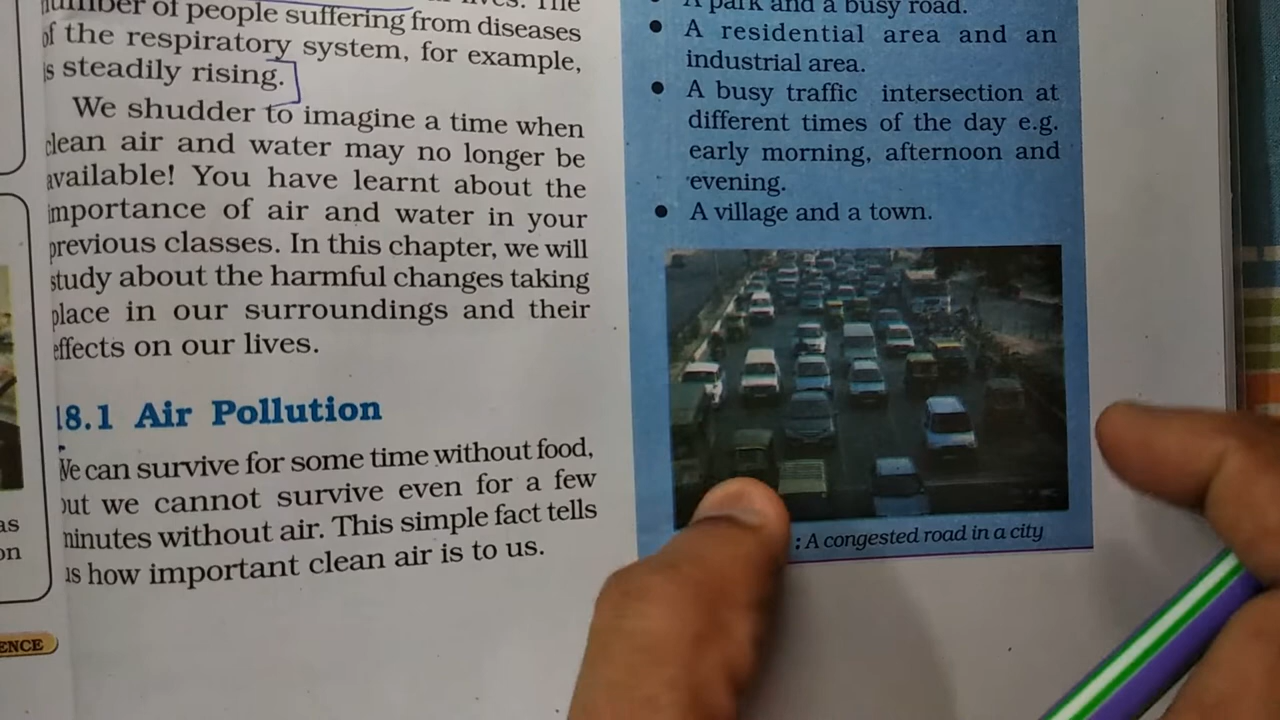 number of people suffering from diseases
of the respiratory system, for example,
is steadily rising.
We shudder to imagine a time when
clean air and water may no longer be
available! You have learnt about the
importance of air and water in your
previous classes. In this chapter, we will
study about the harmful changes taking
place in our surroundings and their
effects on our lives.
18.1 Air Pollution
We can survive for some time without food,
but we cannot survive even for a few
minutes without air. This simple fact tells
us how important clean air is to us.
as
on
ENCE
A park and a busy road.
• A residential area and an
industrial area.
• A busy traffic intersection at
different times of the day e.g.
early morning, afternoon and
evening.
• A village and a town.
: A congested road in a city